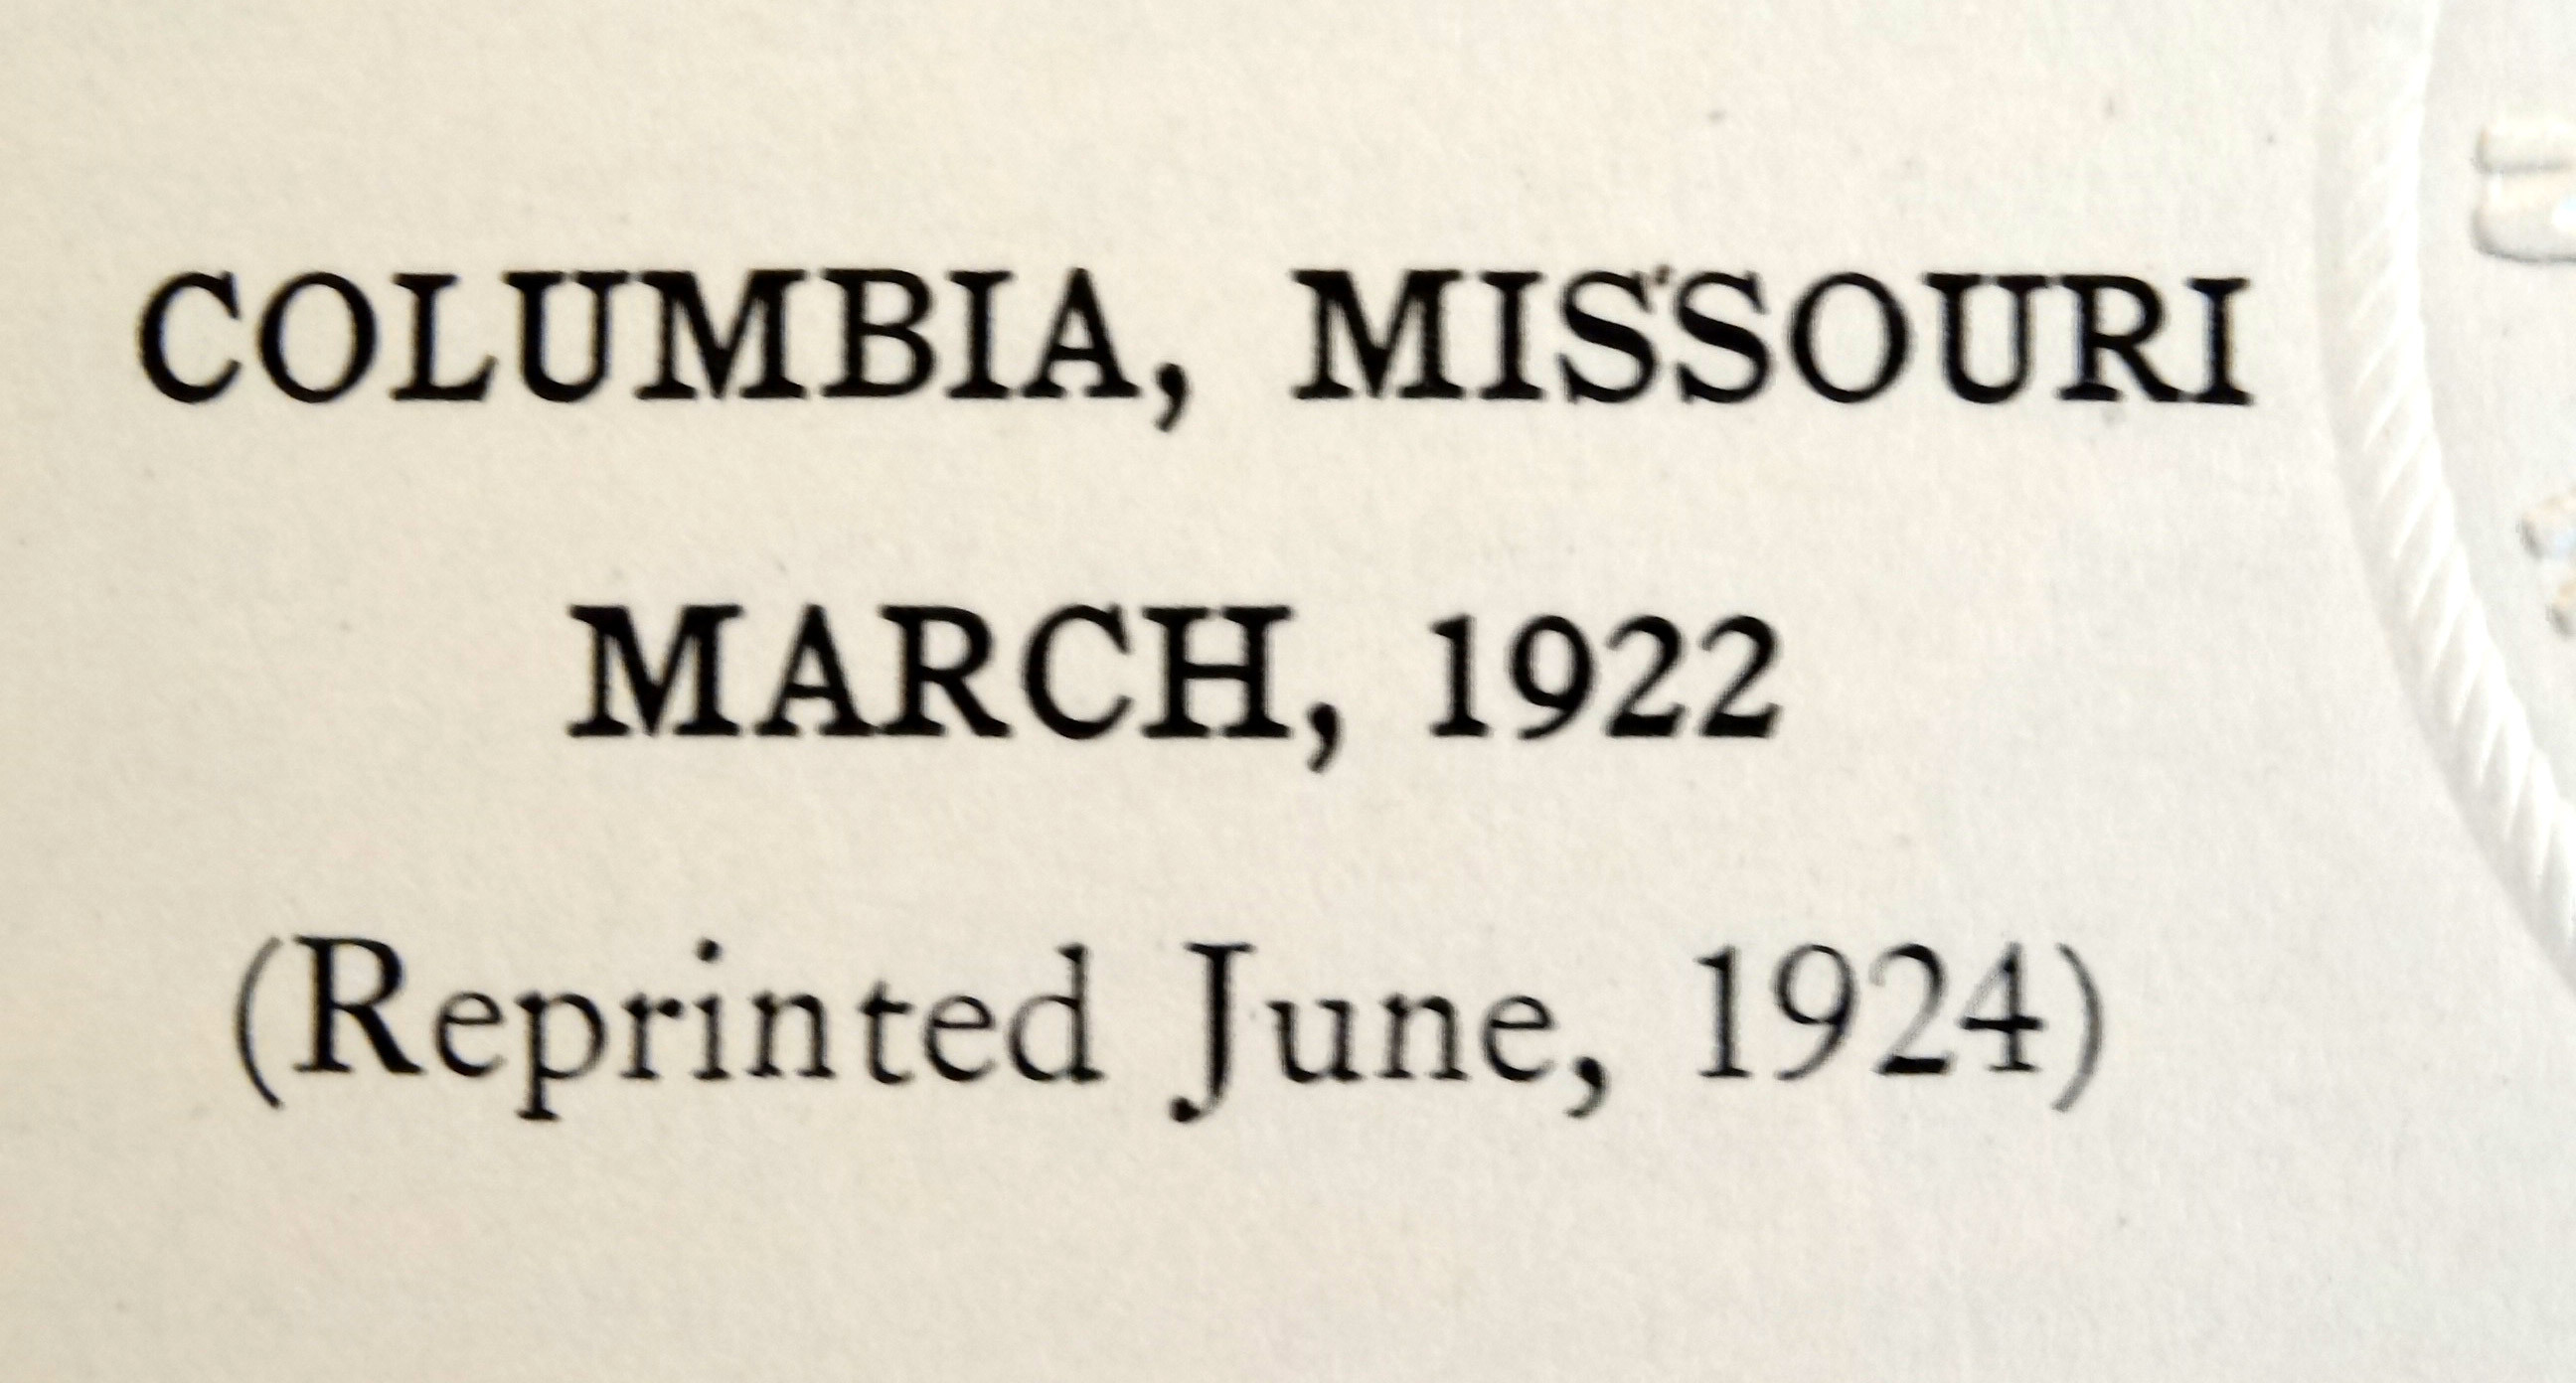 COLUMBIA, MISSOURI
MARCH, 1922
(Reprinted June, 1924)